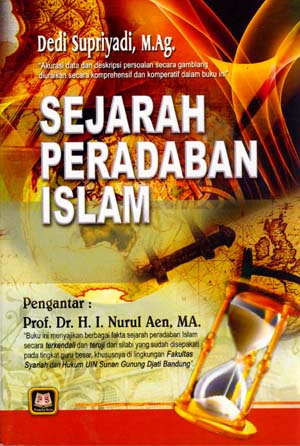 Dedi Supriyadi, M.Ag.
"Akurasi data dan deskripsi persoalan secara gamblang
diuraikan secara komprehensif dan komperatif dalam buku ini".
SEJARAH
PERADABAN
ISLAM
Pengantar :
Prof. Dr. H. I. Nurul Aen, MA.
"Buku ini menyajikan berbagai fakta sejarah peradaban Islam
secara terkendali dan teruji dari silabi yang sudah disepakati
pada tingkat guru besar, khususnya di lingkungan Fakultas
Syariah dan Hukum UIN Sunan Gunung Djati Bandung".